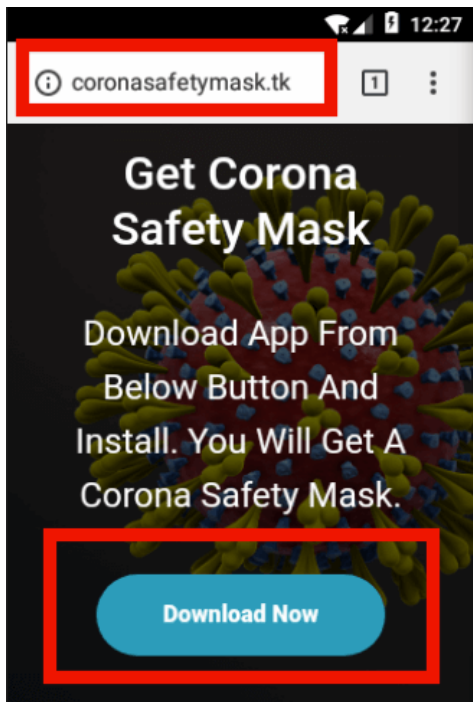 12:27
coronasafetymask.tk
1
Get Corona
Safety Mask
Download App From
Below Button And
Install. You Will Get A
Corona Safety Mask.
Download Now